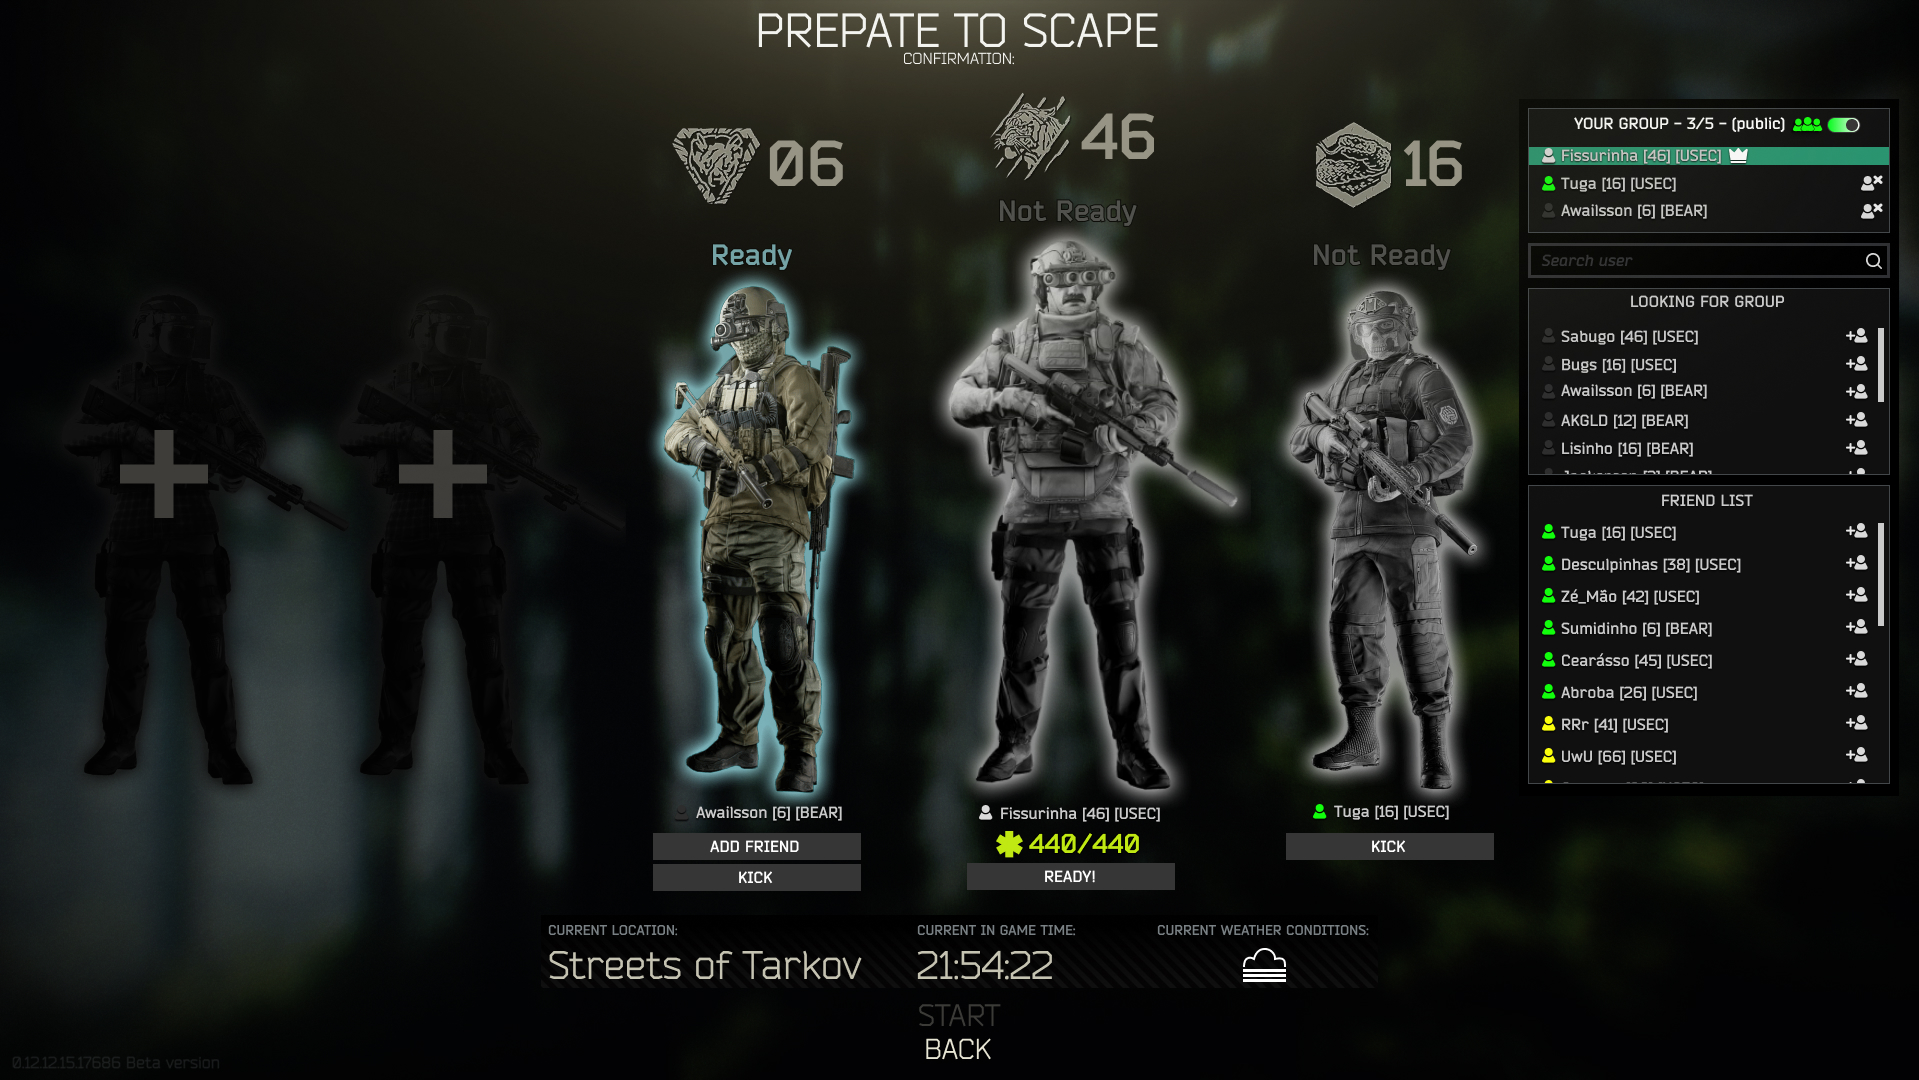 PREPATE TO SCAPE
CONFIRMATION:
06
46
16
Ready
Not Ready
Not Ready
Awailsson [6] [BEAR]
ADD FRIEND
KICK
Fissurinha [46] [USEC]
440/440
READY!
Tuga [16] [USEC]
KICK
YOUR GROUP - 3/5 - (public)
Fissurinha [46] [USEC]
Tuga [16] [USEC]
Awailsson [6] [BEAR]
Search user
LOOKING FOR GROUP
Sabugo [46] [USEC]
Bugs [16] [USEC]
Awailsson [6] [BEAR]
AKGLD [12] [BEAR]
Lisinho [16] [BEAR]
FRIEND LIST
Tuga [16] [USEC]
Desculpinhas [38] [USEC]
Zé_Mão [42] [USEC]
Sumidinho [6] [BEAR]
Cearásso [45] [USEC]
Abroba [26] [USEC]
RRr [41] [USEC]
UwU [66] [USEC]
CURRENT LOCATION:
Streets of Tarkov
CURRENT IN GAME TIME:
21:54:22
CURRENT WEATHER CONDITIONS:
START
BACK
0.12.12.15.17686 Beta version